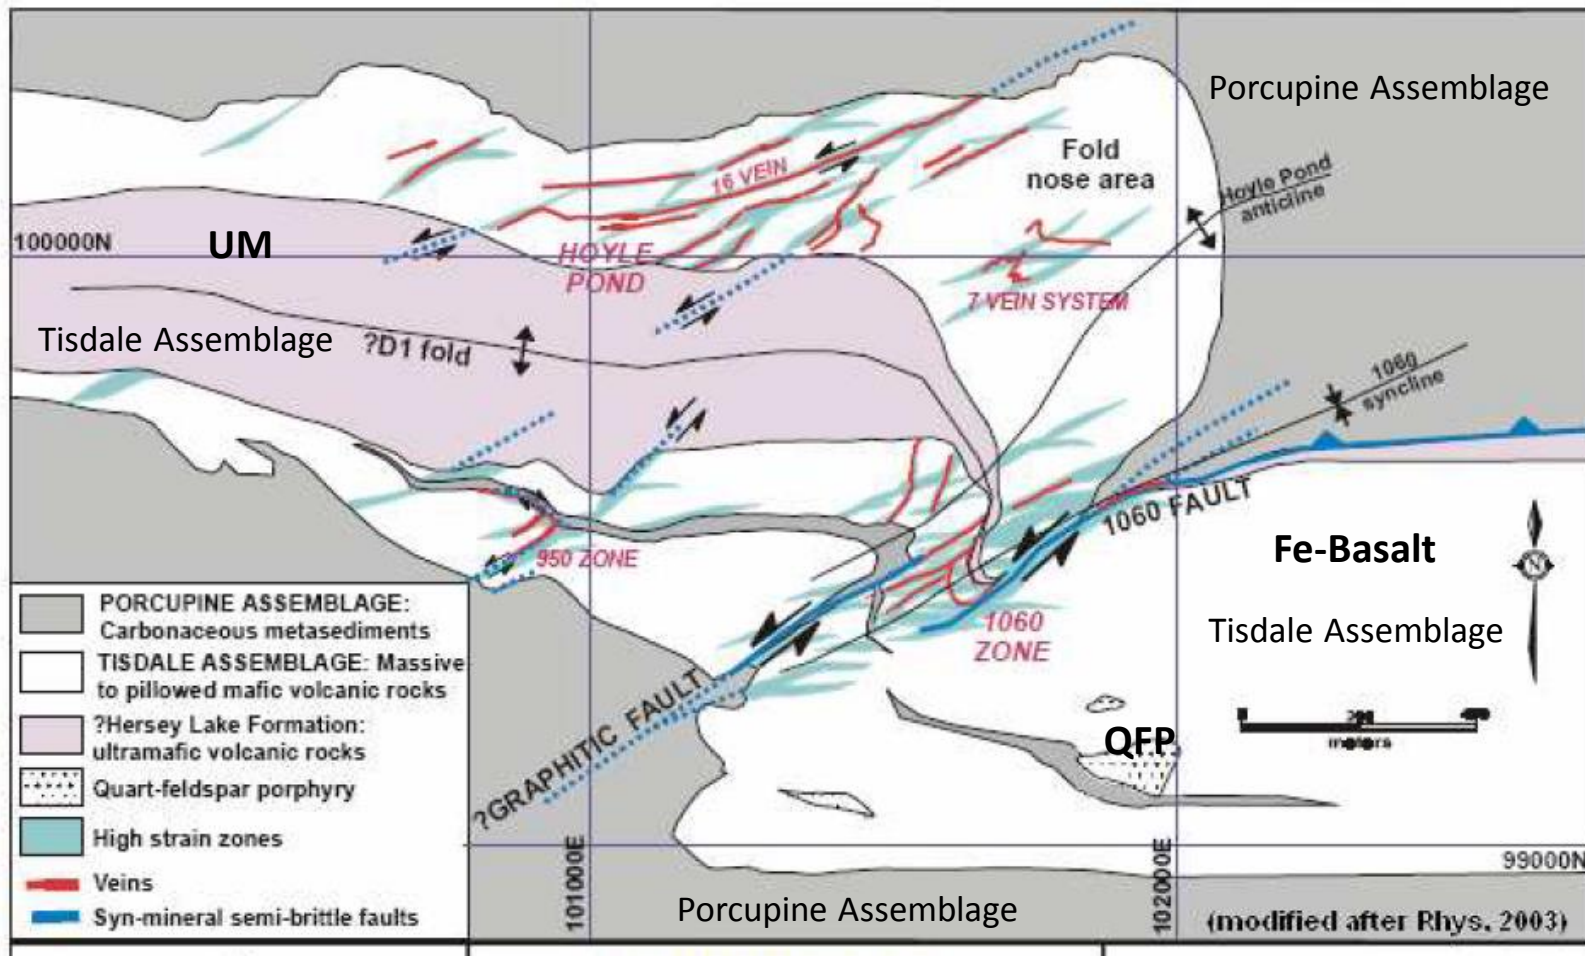 Porcupine Assemblage
Fold
nose area
Hoyle Pond
anticline
16 VEIN
100000N
UM
HOYLE
POND
7 VEIN SYSTEM
Tisdale Assemblage
?D1 fold
1060
syncline
1060 FAULT
950 ZONE
Fe-Basalt
N
1060
ZONE
Tisdale Assemblage
?GRAPHITIC FAULT
QFP
meters
PORCUPINE ASSEMBLAGE:
Carbonaceous metasediments
TISDALE ASSEMBLAGE: Massive
to pillowed mafic volcanic rocks
?Hersey Lake Formation:
ultramafic volcanic rocks
Quart-feldspar porphyry
High strain zones
Veins
Syn-mineral semi-brittle faults
101000E
102000E
99000N
Porcupine Assemblage
(modified after Rhys, 2003)